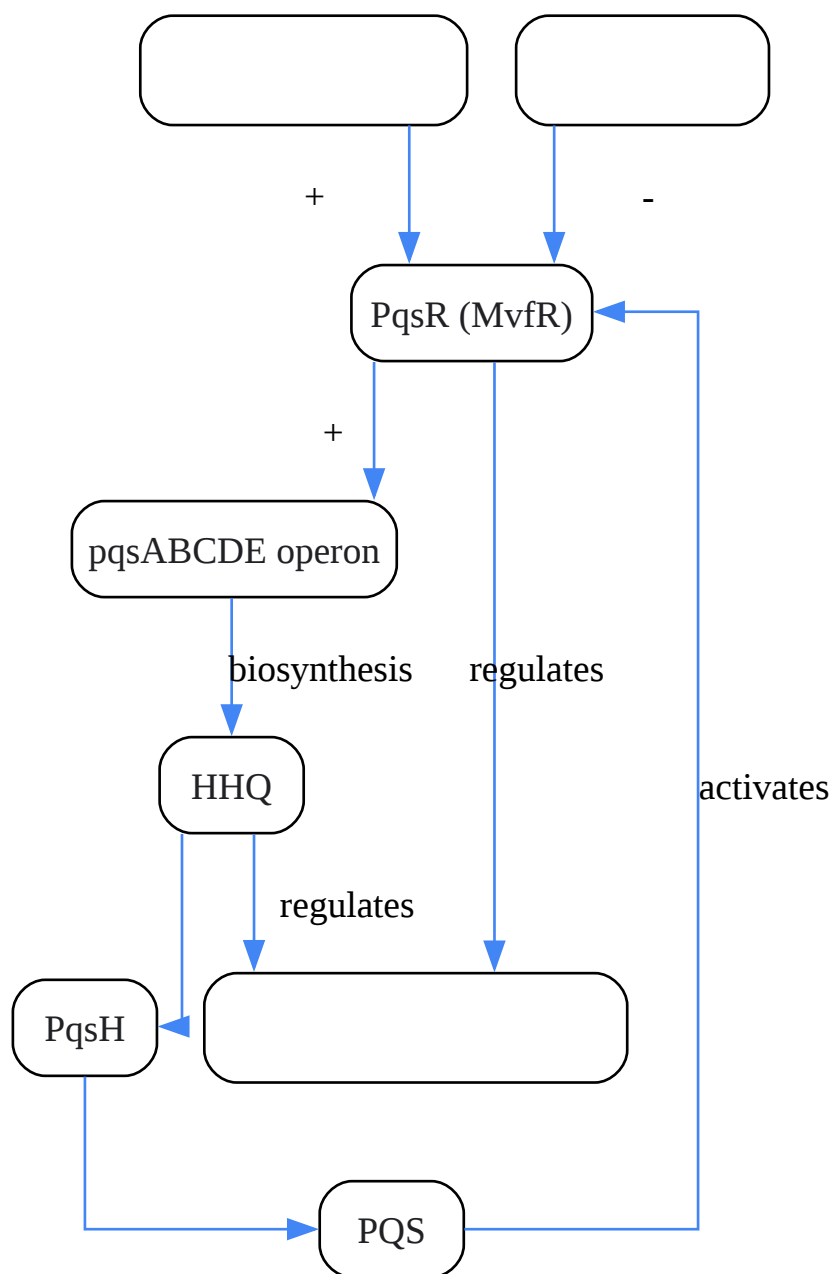 +
-
PqsR (MvfR)
+
pqsABCDE operon
biosynthesis
regulates
HHQ
activates
regulates
PqsH
PQS